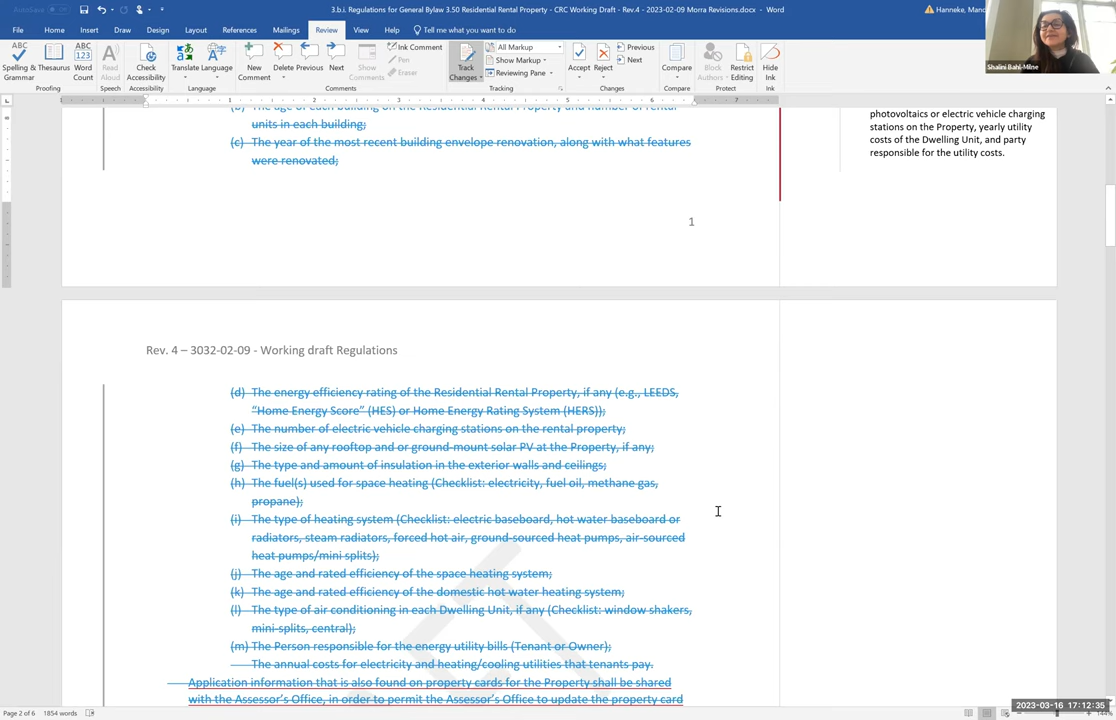 AutoSave
3.b.i. Regulations for General Bylaw 3.50 Residential Rental Property - CRC Working Draft - Rev.4 - 2023-02-09 Morra Revisions.docx - Word
Hanneke, Mand
File Home Insert Draw Design Layout References Mailings Review View Help Tell me what you want to do
Spelling & Grammar
Thesaurus
Word Count
Read Aloud
Check Accessibility
Translate
Language
New Comment
Delete
Previous
Next
Show Comments
Ink Comment
Pen
Eraser
Track Changes
All Markup
Show Markup
Reviewing Pane
Accept
Reject
Previous
Next
Compare
Block Authors
Restrict Editing
Hide Ink
Proofing Speech Accessibility Language Comments Tracking Changes Compare Protect Ink
Shalini Bahl-Milne
units in each building;
(c) The year of the most recent building envelope renovation, along with what features
were renovated;
photovoltaics or electric vehicle charging
stations on the Property, yearly utility
costs of the Dwelling Unit, and party
responsible for the utility costs.
1
Rev. 4 – 3032-02-09 - Working draft Regulations
(d) The energy efficiency rating of the Residential Rental Property, if any (e.g., LEEDS,
“Home Energy Score” (HES) or Home Energy Rating System (HERS));
(e) The number of electric vehicle charging stations on the rental property;
(f) The size of any rooftop and or ground-mount solar PV at the Property, if any;
(g) The type and amount of insulation in the exterior walls and ceilings;
(h) The fuel(s) used for space heating (Checklist: electricity, fuel oil, methane gas,
propane);
(i) The type of heating system (Checklist: electric baseboard, hot water baseboard or
radiators, steam radiators, forced hot air, ground-sourced heat pumps, air-sourced
heat pumps/mini splits);
(j) The age and rated efficiency of the space heating system;
(k) The age and rated efficiency of the domestic hot water heating system;
(l) The type of air conditioning in each Dwelling Unit, if any (Checklist: window shakers,
mini-splits, central);
(m) The Person responsible for the energy utility bills (Tenant or Owner);
The annual costs for electricity and heating/cooling utilities that tenants pay.
Application information that is also found on property cards for the Property shall be shared
with the Assessor’s Office, in order to permit the Assessor’s Office to update the property card
Page 2 of 6 1854 words
2023-03-16 17:12:35